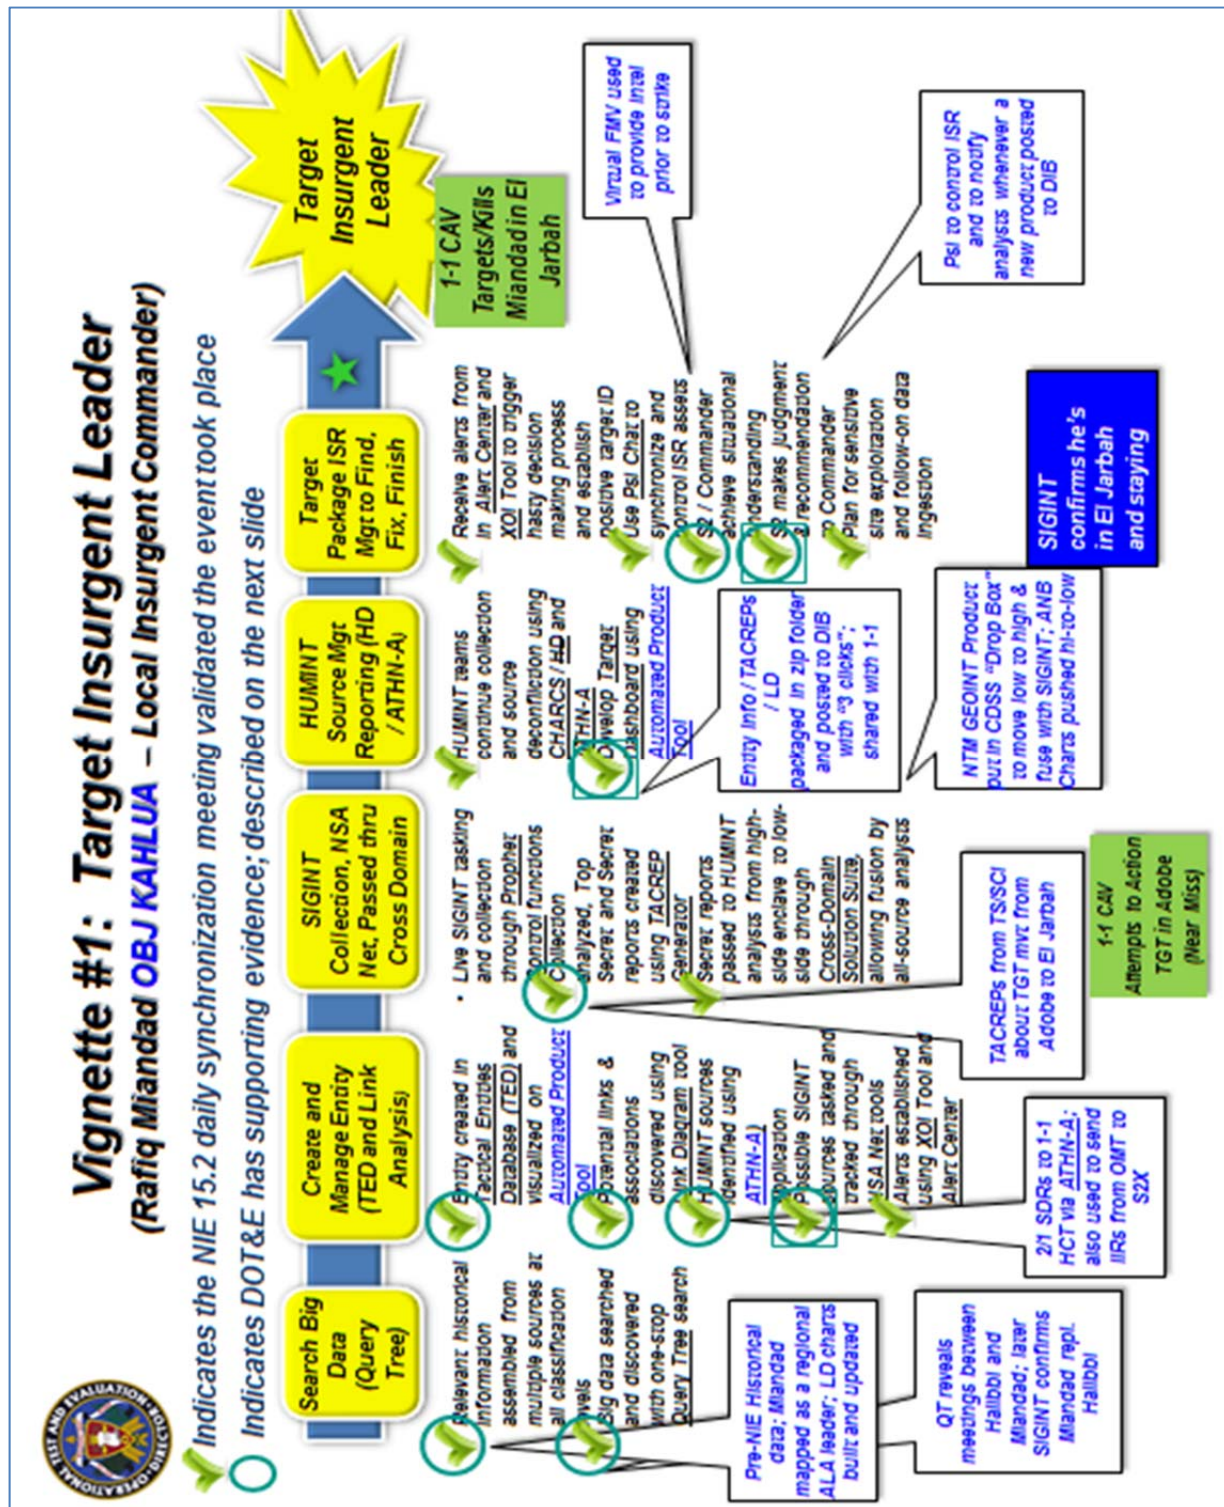 Vignette #1: Target Insurgent Leader
(Rafiq Miandad OBJ KAHLUA – Local Insurgent Commander)
Indicates the NIE 15.2 daily synchronization meeting validated the event took place
Indicates DOT&E has supporting evidence; described on the next slide
Search Big
Data
(Query
Tree)
Create and
Manage Entity
(TED and Link
Analysis)
SIGINT
Collection, NSA
Net, Passed thru
Cross Domain
HUMINT
Source Mgt
Reporting (HD
/ ATHN-A)
Target
Package ISR
Mgt to Find,
Fix, Finish
Target
Insurgent
Leader
Relevant historical
information
assembled from
multiple sources at
all classification
levels
Big data searched
and discovered
with one-stop
Query Tree search
Entity created in
Tactical Entities
Database (TED) and
visualized on
Automated Product
Tool
Potential links &
associations
discovered using
Link Diagram tool
HUMINT sources
identified using
ATHN-A)
application
Possible SIGINT
sources tasked and
tracked through
NSA Net tools
Alerts established
using XOI Tool and
Alert Center
• Live SIGINT tasking
and collection
through Prophet
Control functions
Collection
analyzed, Top
Secret and Secret
reports created
using TACREP
Generator
Secret reports
passed to HUMINT
analysts from high-
side enclave to low-
side through
Cross-Domain
Solution Suite,
allowing fusion by
all-source analysts
HUMINT teams
continue collection
and source
deconfliction using
CHARCS / HD and
ATHN-A
Develop Target
Dashboard using
Automated Product
Tool
Receive alerts from
in Alert Center and
XOI Tool to trigger
hasty decision
making process
and establish
positive target ID
Use Psi Chat to
synchronize and
control ISR assets
S2 / Commander
achieve situational
understanding
S2 makes judgment
& recommendation
to Commander
Plan for sensitive
site exploitation
and follow-on data
ingestion
1-1 CAV
Targets/Kills
Miandad in El
Jarbah
Virtual FMV used
to provide intel
prior to strike
Psi to control ISR
and to notify
analysts whenever a
new product posted
to DIB
Entity Info / TACREPs
/ LD
packaged in zip folder
and posted to DIB
with “3 clicks”;
shared with 1-1
NTM GEOINT Product
put in CDSS “Drop Box”
to move low to high &
fuse with SIGINT; ANB
Charts pushed hi-to-low
SIGINT
confirms he's
in El Jarbah
and staying
Pre-NIE Historical
data; Miandad
mapped as a regional
ALA leader; LD charts
built and updated
QT reveals
meetings between
Halibbi and
Miandad; later
SIGINT confirms
Miandad repl.
Halibbi
2/1 SDRs to 1-1
HCT via ATHN-A;
also used to send
IIRs from OMT to
S2X
TACREPs from TS/SCI
about TGT mvt from
Adobe to El Jarbah
1-1 CAV
Attempts to Action
TGT in Adobe
(Near Miss)